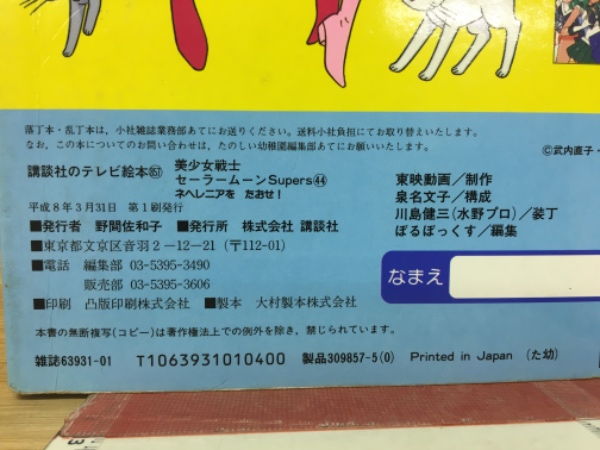 落丁本・乱丁本は、小社雑誌業務部あてにお送りください。送料小社負担にてお取り替えいたします。
なお、この本についてのお問い合わせは、たのしい幼稚園編集部あてにお願いいたします。
©武内直子・
講談社のテレビ絵本
美少女戦士
セーラームーンSupers㊹
ネヘレニアを たおせ!
平成8年3月31日 第1刷発行
■発行者 野間佐和子 ■発行所 株式会社 講談社
■東京都文京区音羽2-12-21(〒112-01)
■電話 編集部 03-5395-3490
販売部 03-5395-3606
■印刷 凸版印刷株式会社 ■製本 大村製本株式会社
東映動画/制作
泉名文子/構成
川島健三(水野プロ)/装丁
ぽるぽっくす/編集
なまえ
本書の無断複写(コピー)は著作権法上での例外を除き、禁じられています。
雑誌63931-01 T1063931010400 製品309857-5(0) Printed in Japan (た幼)